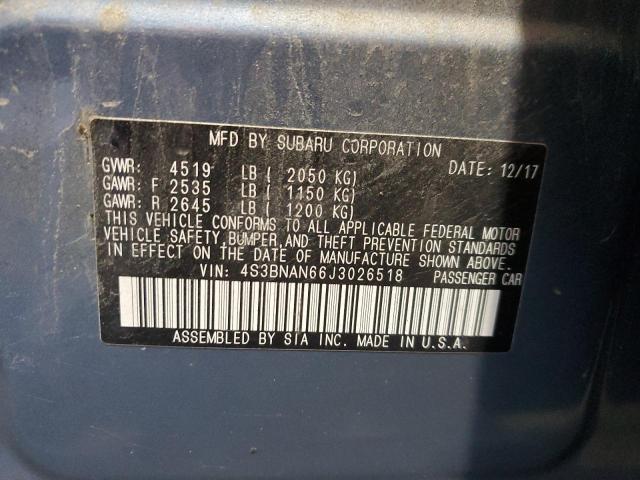 MFD BY SUBARU CORPORATION
GVWR: 4519 LB ( 2050 KG) DATE: 12/17
GAWR: F 2535 LB ( 1150 KG)
GAWR: R 2645 LB ( 1200 KG)
THIS VEHICLE CONFORMS TO ALL APPLICABLE FEDERAL MOTOR
VEHICLE SAFETY, BUMPER, AND THEFT PREVENTION STANDARDS
IN EFFECT ON THE DATE OF MANUFACTURE SHOWN ABOVE.
VIN: 4S3BNAN66J3026518 PASSENGER CAR
ASSEMBLED BY SIA INC. MADE IN U.S.A.